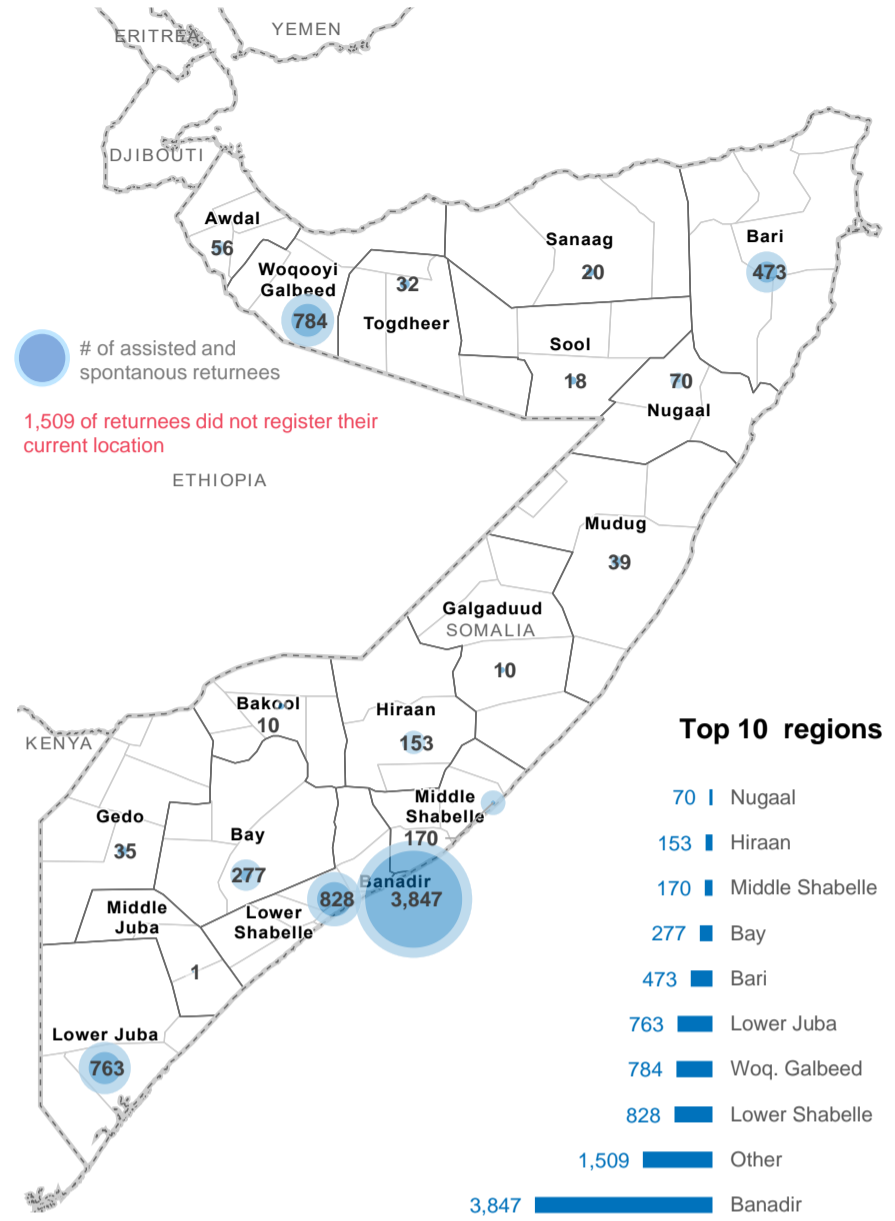 ERITREA
YEMEN
DJIBOUTI
Awdal
56
Woqooyi
Galbeed
784
32
Togdheer
Sanaag
20
Bari
473
Sool
18
70
Nugaal
# of assisted and
spontanous returnees
1,509 of returnees did not register their
current location
ETHIOPIA
Mudug
39
Galgaduud
SOMALIA
10
Bakool
10
Hiraan
153
KENYA
Gedo
35
Bay
277
Middle
Shabelle
170
Banadir
3,847
828
Lower
Shabelle
Middle
Juba
1
Lower Juba
763
Top 10 regions
70 Nugaal
153 Hiraan
170 Middle Shabelle
277 Bay
473 Bari
763 Lower Juba
784 Woq. Galbeed
828 Lower Shabelle
1,509 Other
3,847 Banadir